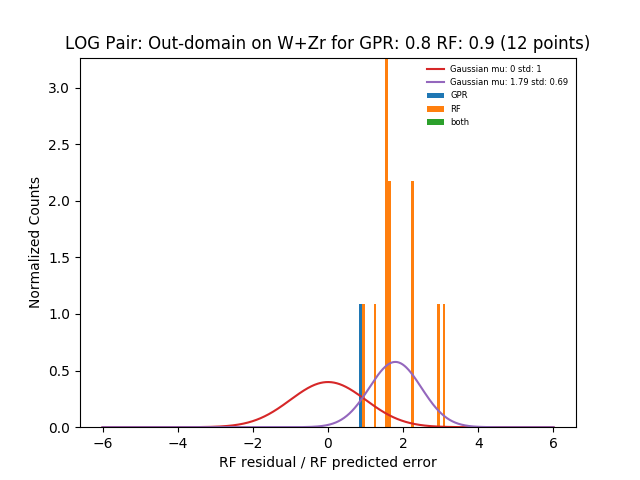 LOG Pair: Out-domain on W+Zr for GPR: 0.8 RF: 0.9 (12 points)
Gaussian mu: 0 std: 1
Gaussian mu: 1.79 std: 0.69
GPR
RF
both
Normalized Counts
3.0
2.5
2.0
1.5
1.0
0.5
0.0
−6
−4
−2
0
2
4
6
RF residual / RF predicted error